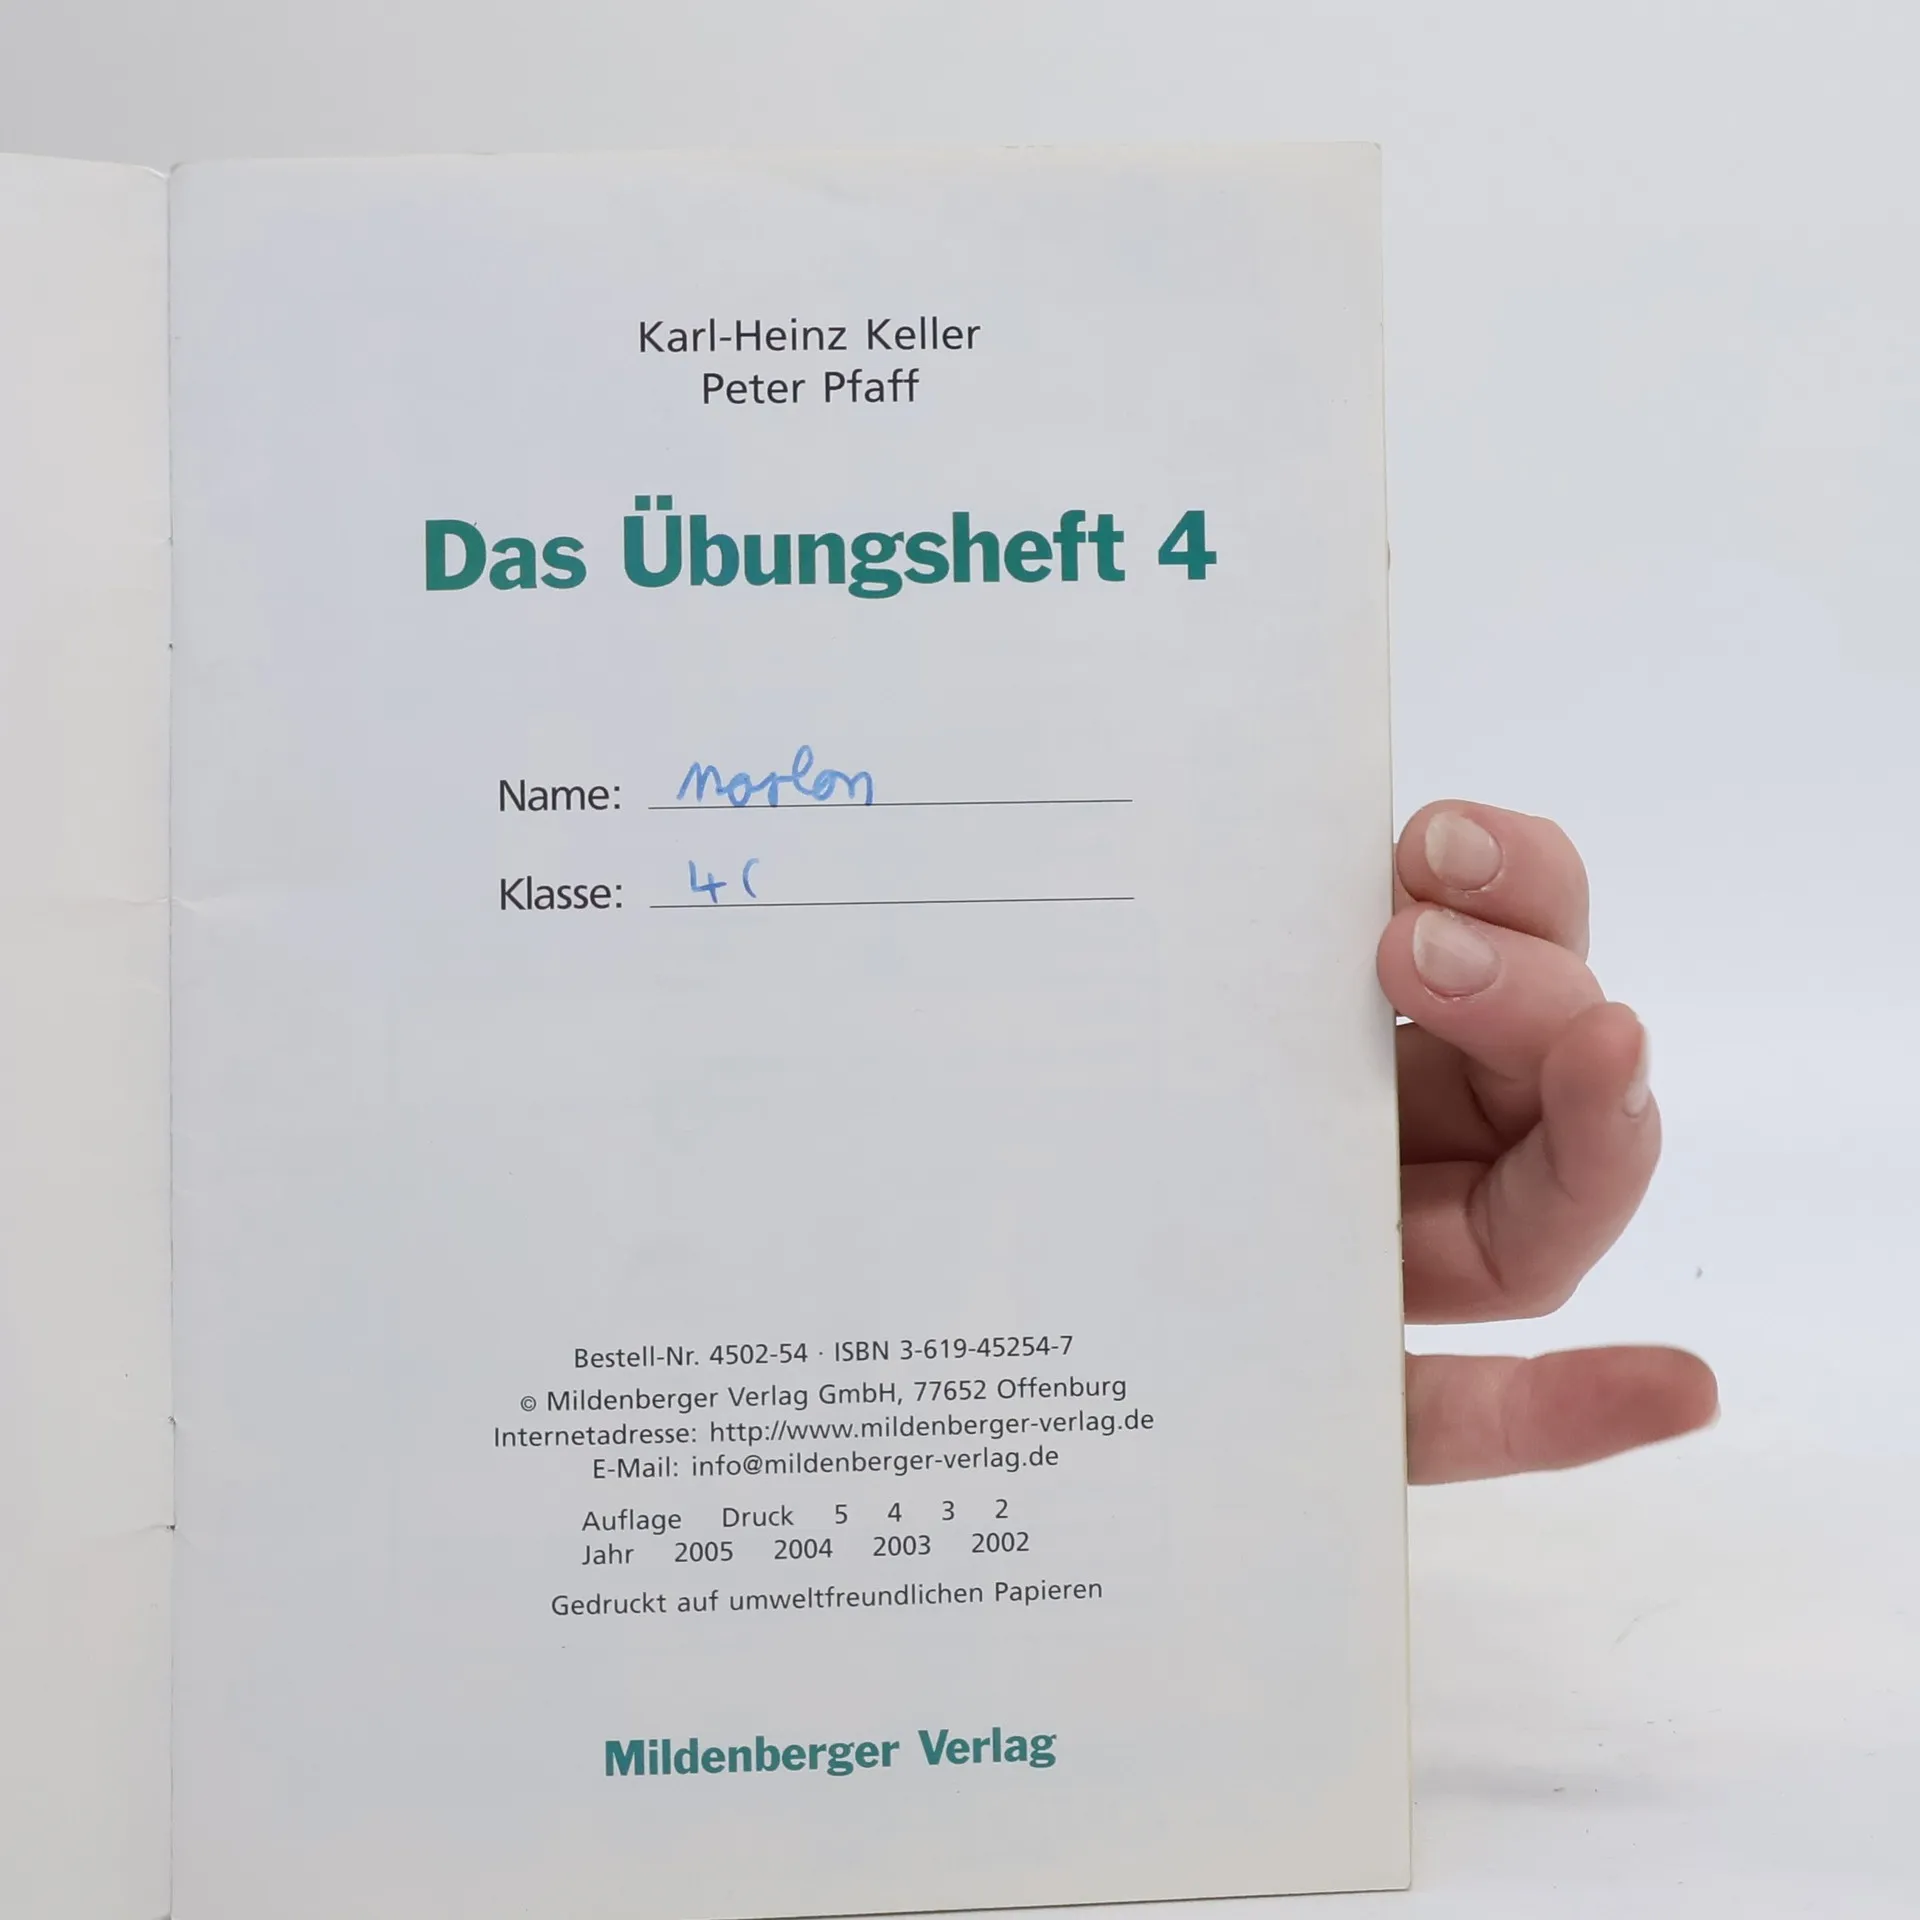 Karl-Heinz Keller
Peter Pfaff
Das Übungsheft 4
Name: Marlon
Klasse: 4c
Bestell-Nr. 4502-54 · ISBN 3-619-45254-7
© Mildenberger Verlag GmbH, 77652 Offenburg
Internetadresse: http://www.mildenberger-verlag.de
E-Mail: info@mildenberger-verlag.de
Auflage Druck 5 4 3 2
Jahr 2005 2004 2003 2002
Gedruckt auf umweltfreundlichen Papieren
Mildenberger Verlag